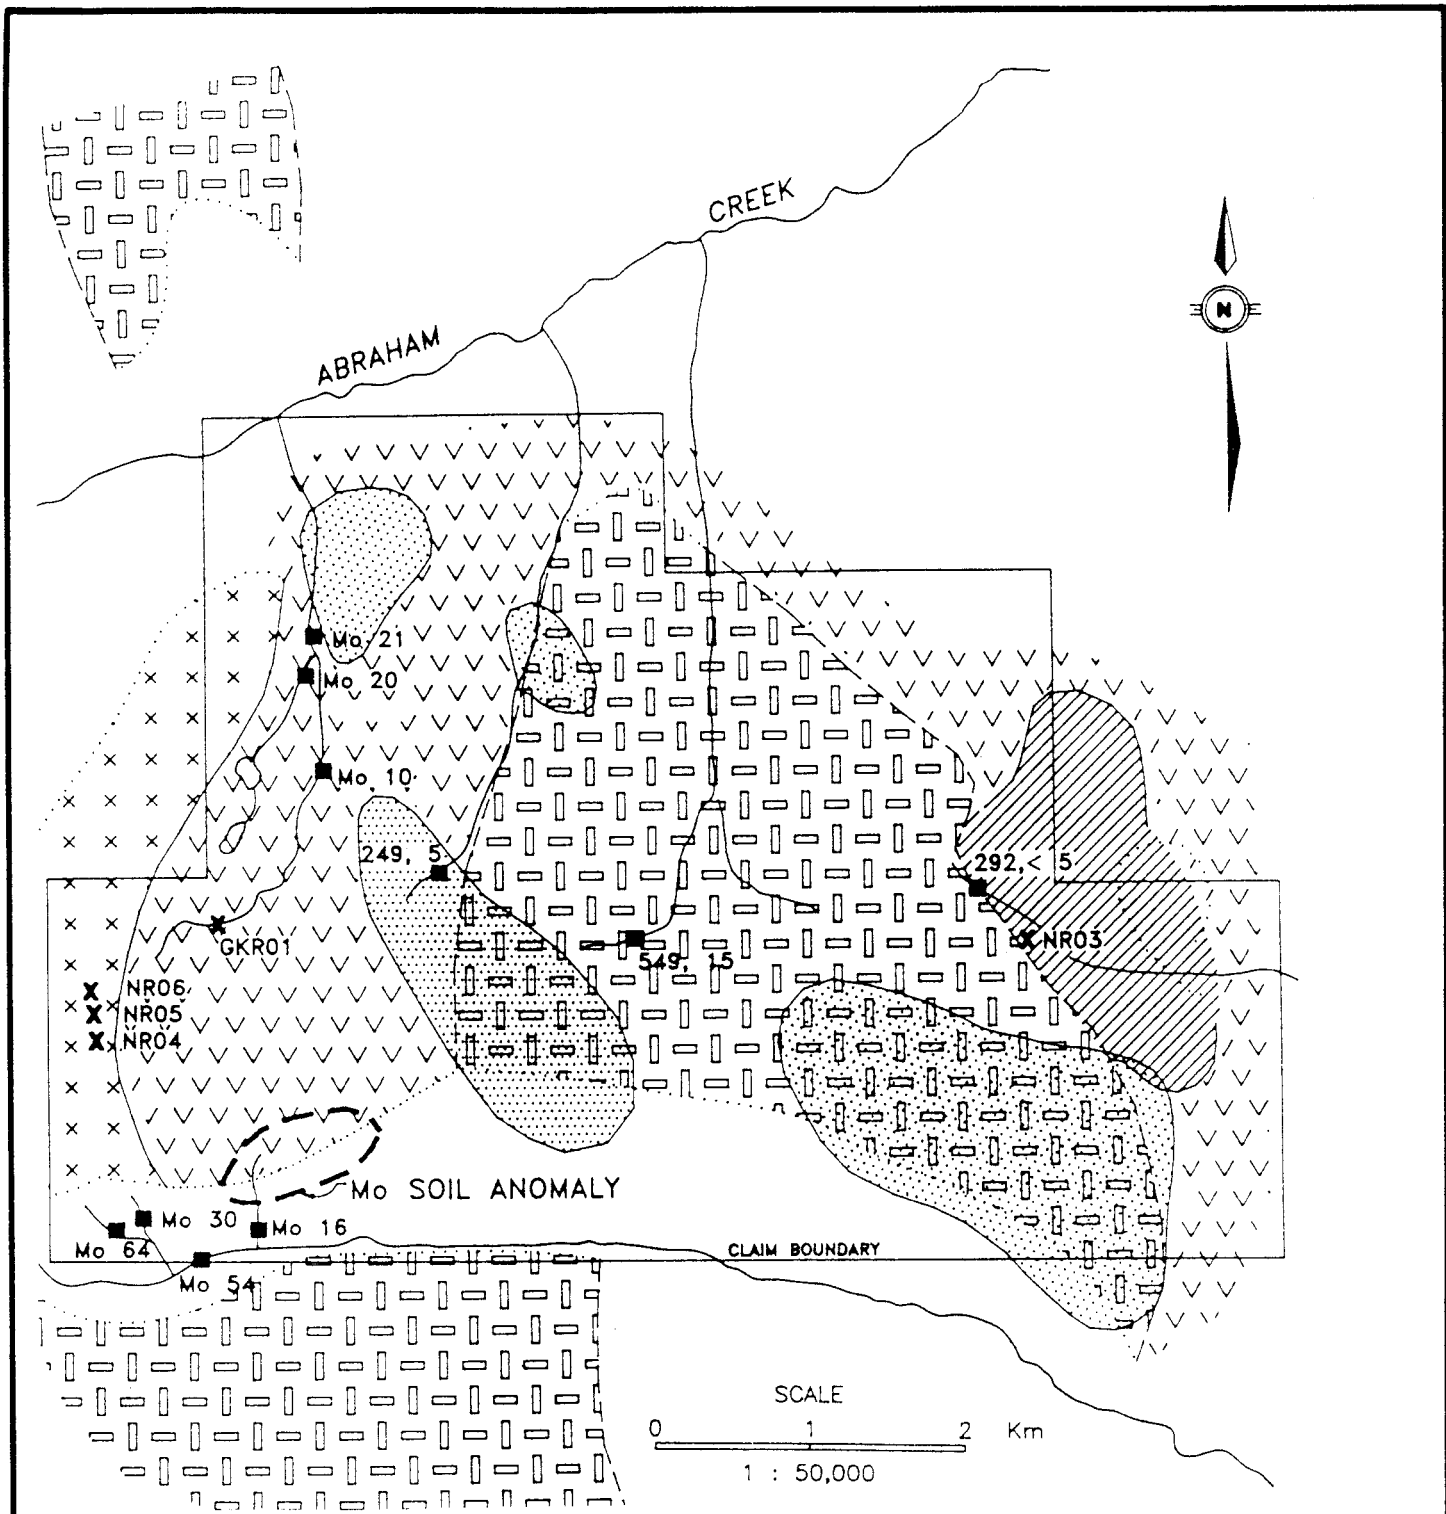 CREEK
N
ABRAHAM
Mo 21
Mo 20
Mo 10
249, 5
292, < 5
GKR01
549, 15
NR03
NR06
NR05
NR04
Mo SOIL ANOMALY
Mo 30
Mo 16
Mo 64
CLAIM BOUNDARY
Mo 54
SCALE
0 1 2 Km
1 : 50,000